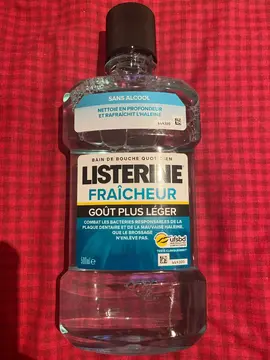 SANS ALCOOL
NETTOIE EN PROFONDEUR
ET RAFRAÎCHIT L'HALEINE
BAIN DE BOUCHE QUOTIDIEN
LISTERINE
FRAÎCHEUR
GOÛT PLUS LÉGER
COMBAT LES BACTÉRIES RESPONSABLES DE LA
PLAQUE DENTAIRE ET DE LA MAUVAISE HALEINE,
QUE LE BROSSAGE
N'ENLÈVE PAS.
ufsbd
500mℓ